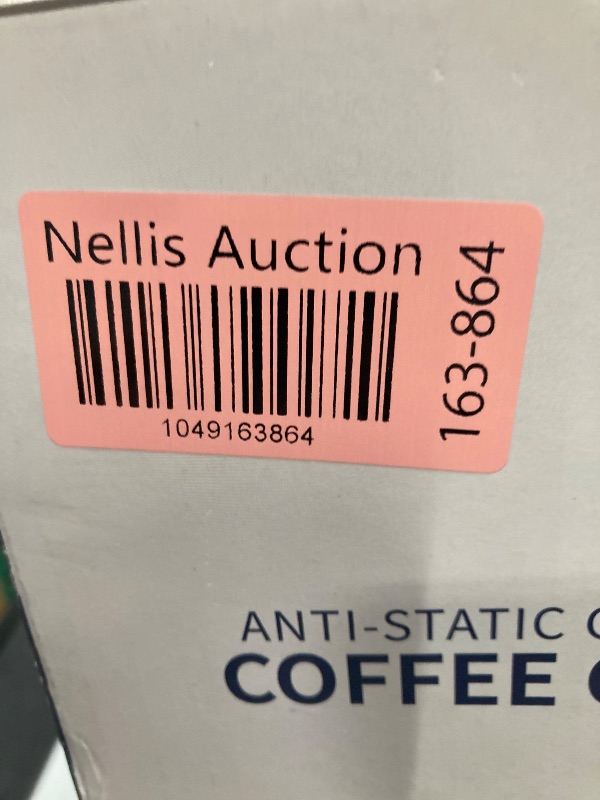 Nellis Auction
1049163864
163-864
ANTI-STATIC
COFFEE